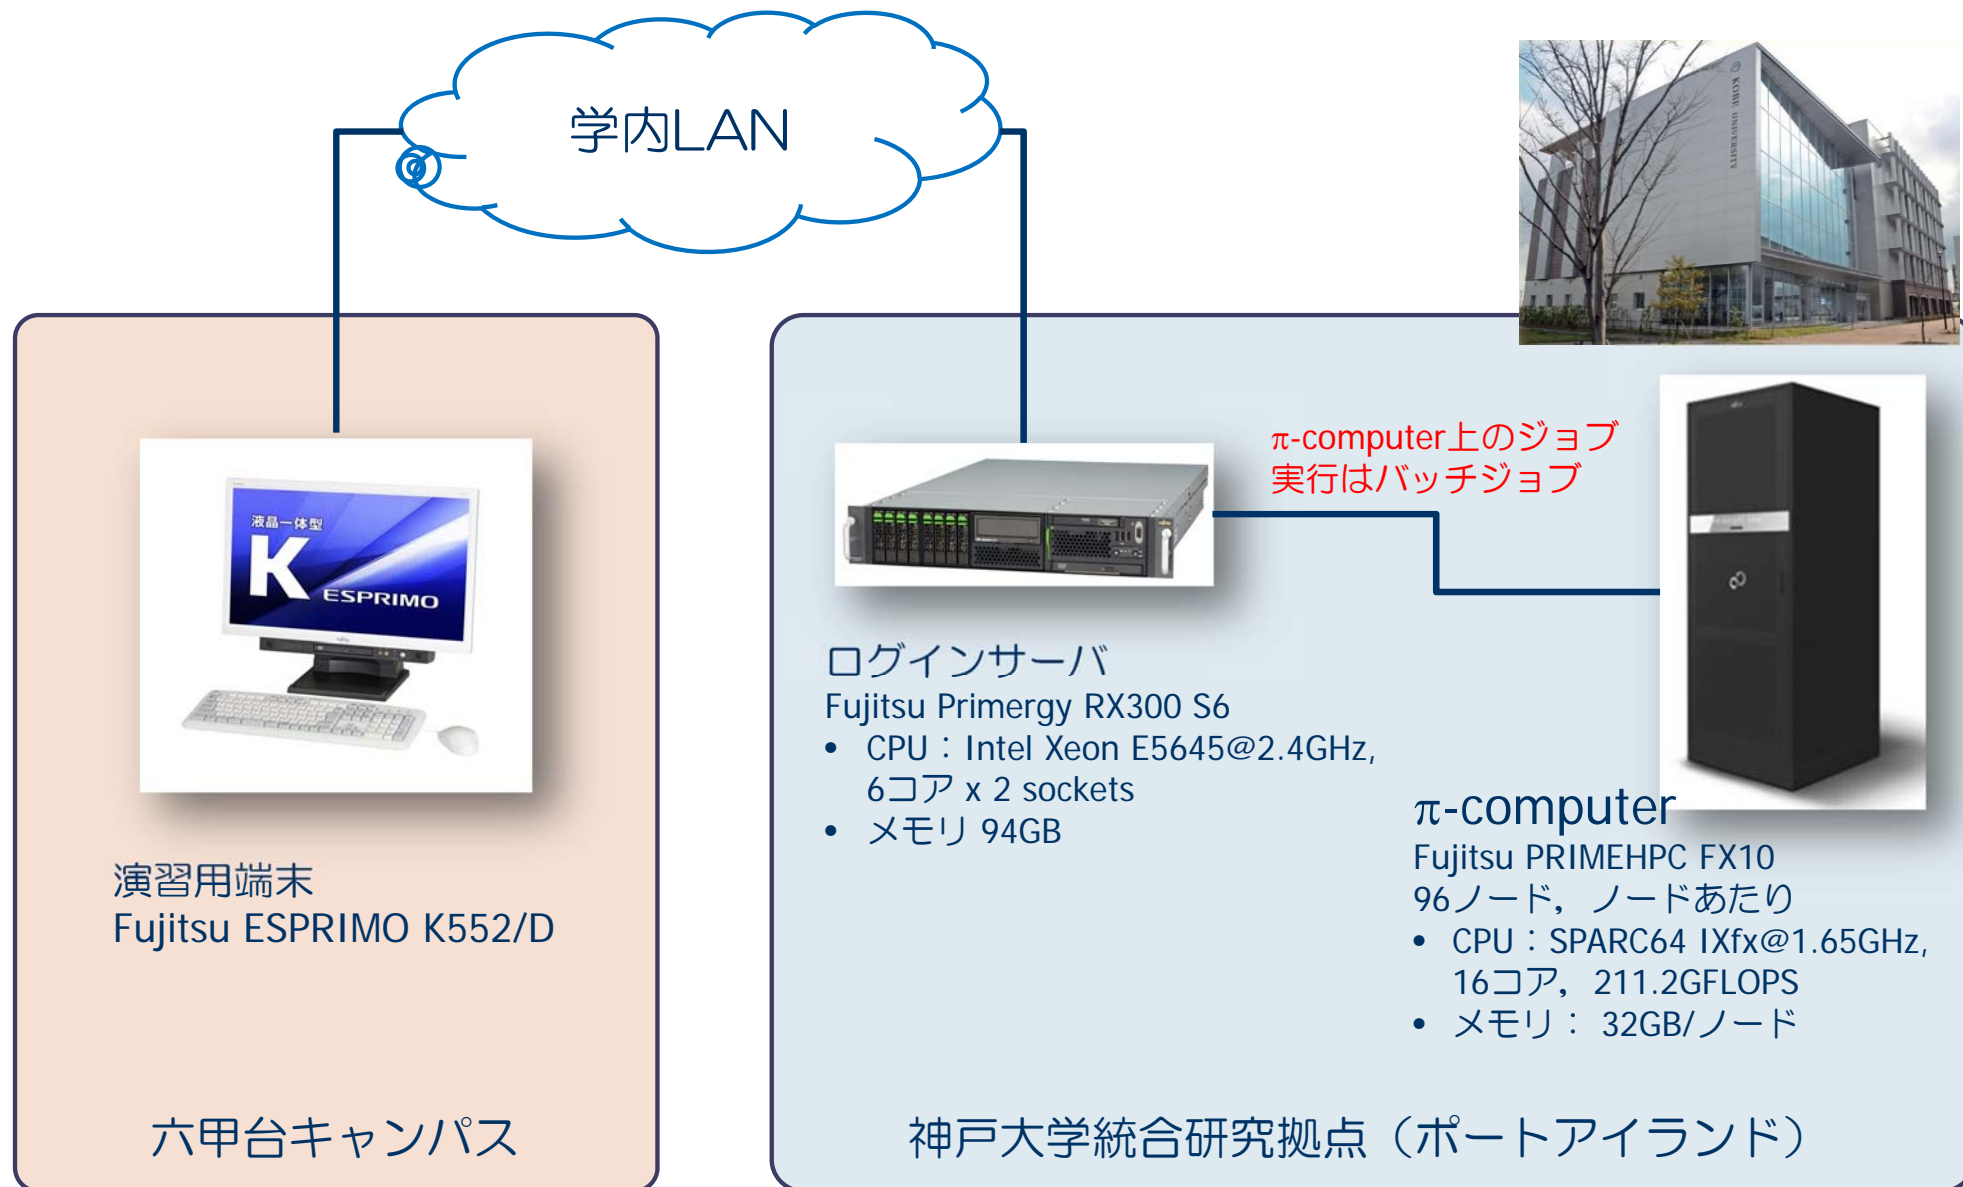 学内LAN
KOBE UNIVERSITY
液晶一体型
K
ESPRIMO
演習用端末
Fujitsu ESPRIMO K552/D
六甲台キャンパス
π-computer上のジョブ
実行はバッチジョブ
ログインサーバ
Fujitsu Primergy RX300 S6
• CPU：Intel Xeon E5645@2.4GHz,
6コア x 2 sockets
• メモリ 94GB
π-computer
Fujitsu PRIMEHPC FX10
96ノード，ノードあたり
• CPU：SPARC64 IXfx@1.65GHz,
16コア，211.2GFLOPS
• メモリ： 32GB/ノード
神戸大学統合研究拠点（ポートアイランド）